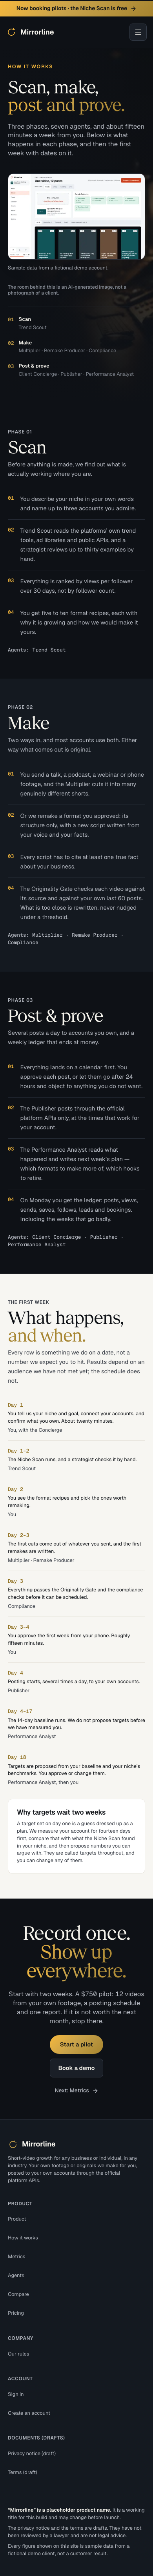 Now booking pilots · the Niche Scan is free →
Mirrorline
HOW IT WORKS
Scan, make,
post and prove.
Three phases, seven agents, and about fifteen
minutes a week from you. Below is what
happens in each phase, and then the first
week with dates on it.
Sample data from a fictional demo account.
The room behind this is an AI-generated image, not a
photograph of a client.
01 Scan
Trend Scout
02 Make
Multiplier · Remake Producer · Compliance
03 Post & prove
Client Concierge · Publisher · Performance Analyst
PHASE 01
Scan
Before anything is made, we find out what is
actually working where you are.
01 You describe your niche in your own words
and name up to three accounts you admire.
02 Trend Scout reads the platforms' own trend
tools, ad libraries and public APIs, and a
strategist reviews up to thirty examples by
hand.
03 Everything is ranked by views per follower
over 30 days, not by follower count.
04 You get five to ten format recipes, each with
why it is growing and how we would make it
yours.
Agents: Trend Scout
PHASE 02
Make
Two ways in, and most accounts use both. Either
way what comes out is original.
01 You send a talk, a podcast, a webinar or phone
footage, and the Multiplier cuts it into many
genuinely different shorts.
02 Or we remake a format you approved: its
structure only, with a new script written from
your voice and your facts.
03 Every script has to cite at least one true fact
about your business.
04 The Originality Gate checks each video against
its source and against your own last 60 posts.
What is too close is rewritten, never nudged
under a threshold.
Agents: Multiplier · Remake Producer ·
Compliance
PHASE 03
Post & prove
Several posts a day to accounts you own, and a
weekly ledger that ends at money.
01 Everything lands on a calendar first. You
approve each post, or let them go after 24
hours and object to anything you do not want.
02 The Publisher posts through the official
platform APIs only, at the times that work for
your account.
03 The Performance Analyst reads what
happened and writes next week's plan —
which formats to make more of, which hooks
to retire.
04 On Monday you get the ledger: posts, views,
sends, saves, follows, leads and bookings.
Including the weeks that go badly.
Agents: Client Concierge · Publisher ·
Performance Analyst
THE FIRST WEEK
What happens,
and when.
Every row is something we do on a date, not a
number we expect you to hit. Results depend on an
audience we have not met yet; the schedule does
not.
Day 1
You tell us your niche and goal, connect your accounts, and
confirm what you own. About twenty minutes.
You, with the Concierge
Day 1–2
The Niche Scan runs, and a strategist checks it by hand.
Trend Scout
Day 2
You see the format recipes and pick the ones worth
remaking.
You
Day 2–3
The first cuts come out of whatever you sent, and the first
remakes are written.
Multiplier · Remake Producer
Day 3
Everything passes the Originality Gate and the compliance
checks before it can be scheduled.
Compliance
Day 3–4
You approve the first week from your phone. Roughly
fifteen minutes.
You
Day 4
Posting starts, several times a day, to your own accounts.
Publisher
Day 4–17
The 14-day baseline runs. We do not propose targets before
we have measured you.
Performance Analyst
Day 18
Targets are proposed from your baseline and your niche's
benchmarks. You approve or change them.
Performance Analyst, then you
Why targets wait two weeks
A target set on day one is a guess dressed up as a
plan. We measure your account for fourteen days
first, compare that with what the Niche Scan found
in your niche, and then propose numbers you can
argue with. They are called targets throughout, and
you can change any of them.
Record once.
Show up
everywhere.
Start with two weeks. A $750 pilot: 12 videos
from your own footage, a posting schedule
and one report. If it is not worth the next
month, stop there.
Start a pilot
Book a demo
Next: Metrics →
Mirrorline
Short-video growth for any business or individual, in any
industry. Your own footage or originals we make for you,
posted to your own accounts through the official
platform APIs.
PRODUCT
Product
How it works
Metrics
Agents
Compare
Pricing
COMPANY
Our rules
ACCOUNT
Sign in
Create an account
DOCUMENTS (DRAFTS)
Privacy notice (draft)
Terms (draft)
"Mirrorline" is a placeholder product name. It is a working
title for this build and may change before launch.
The privacy notice and the terms are drafts. They have not
been reviewed by a lawyer and are not legal advice.
Every figure shown on this site is sample data from a
fictional demo client, not a customer result.